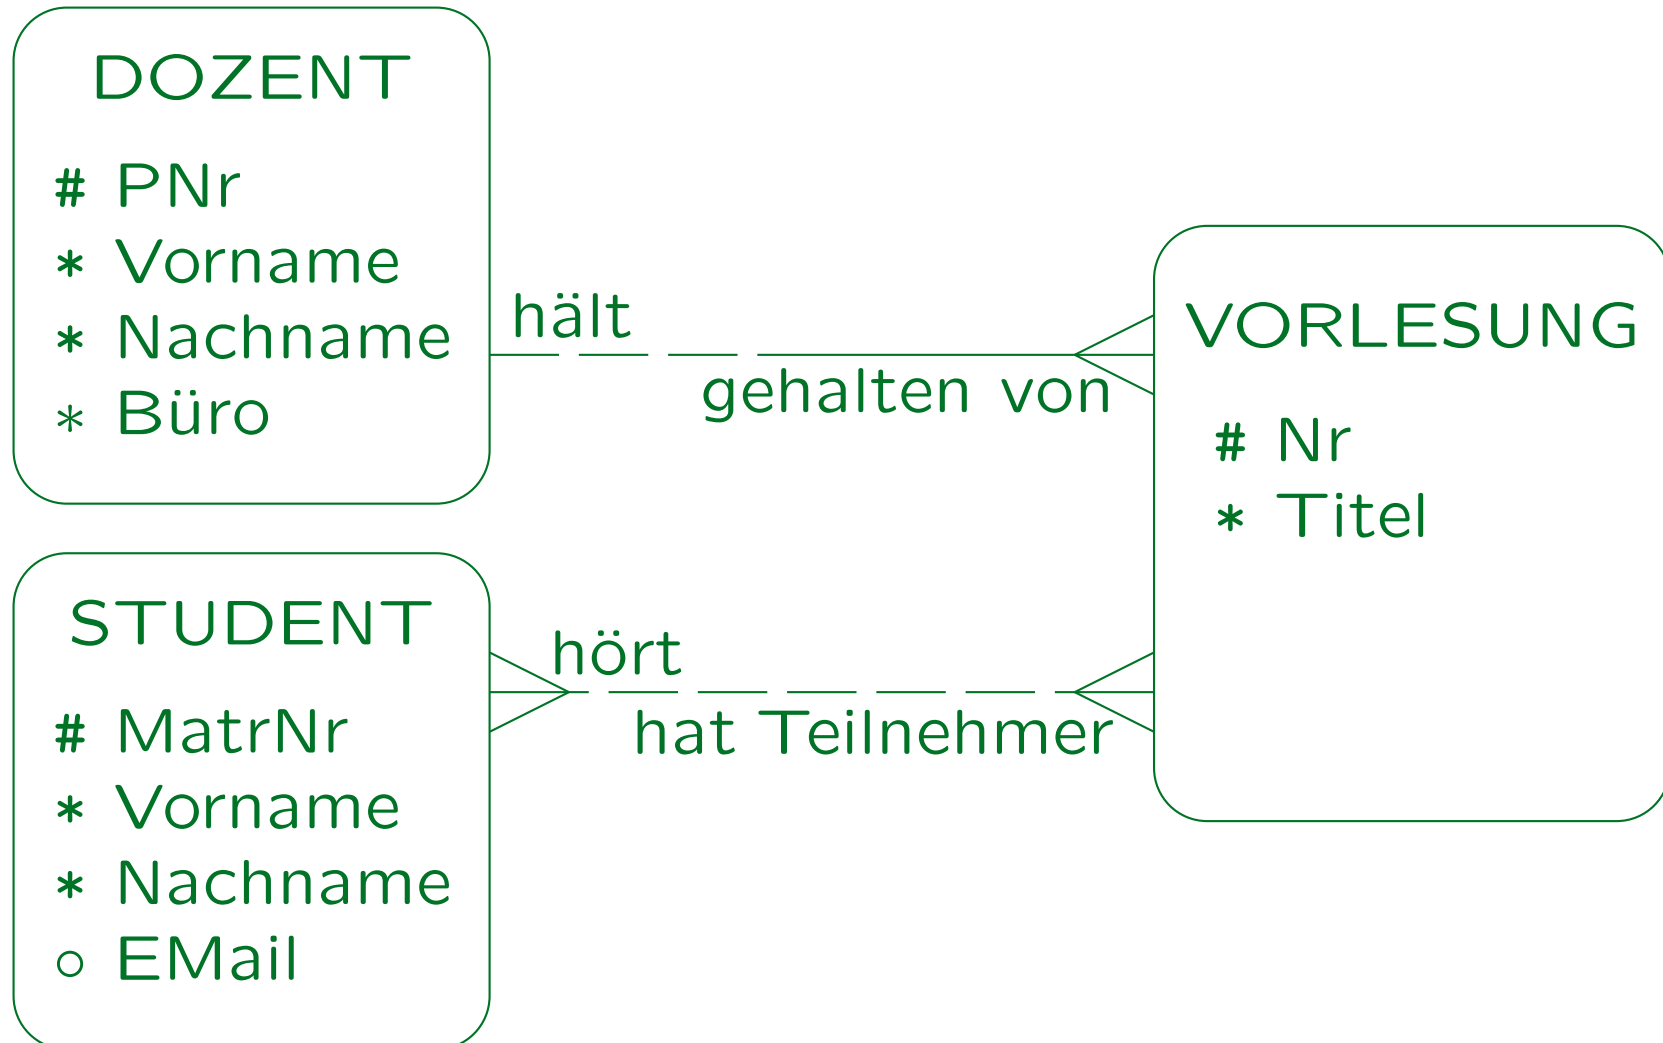 DOZENT
# PNr
* Vorname
* Nachname
* Büro
hält
gehalten von
VORLESUNG
# Nr
* Titel
STUDENT
# MatrNr
* Vorname
* Nachname
○ EMail
hört
hat Teilnehmer